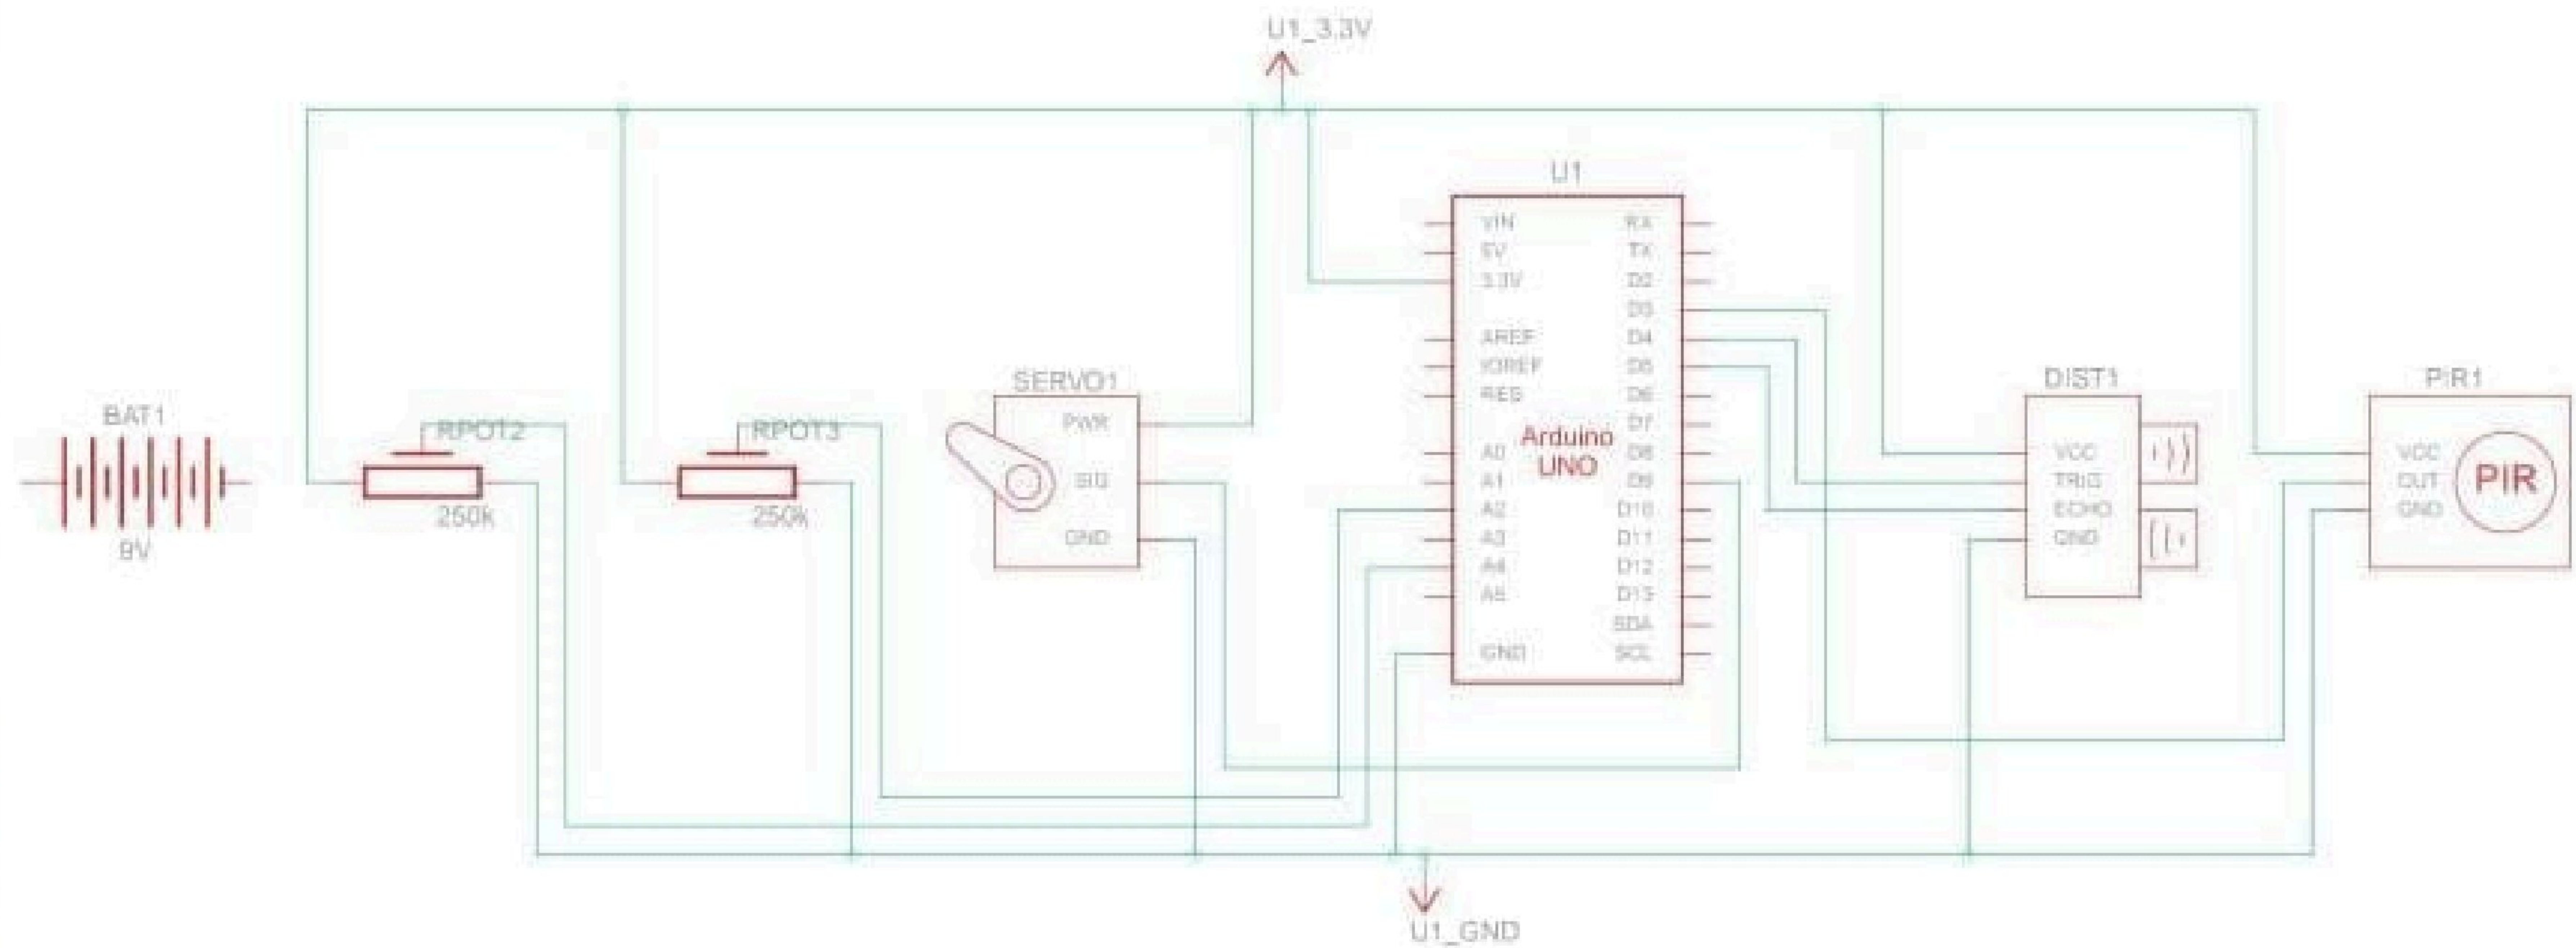 U1_3.3V
U1
VIN
5V
3.3V
AREF
IOREF
RES
A0
A1
A2
A3
A4
A5
GND
Arduino
UNO
RX
TX
D2
D3
D4
D5
D6
D7
D8
D9
D10
D11
D12
D13
SDA
SCL
BAT1
9V
RPOT2
250k
RPOT3
250k
SERVO1
PWR
SIG
GND
DIST1
VCC
TRIG
ECHO
GND
PIR1
VCC
OUT
GND
PIR
U1_GND